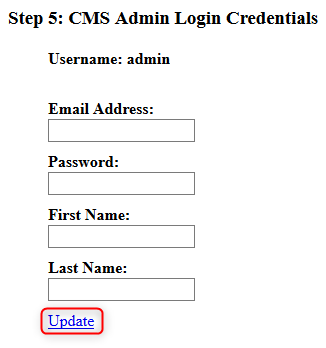 Step 5: CMS Admin Login Credentials
Username: admin
Email Address:
Password:
First Name:
Last Name:
Update